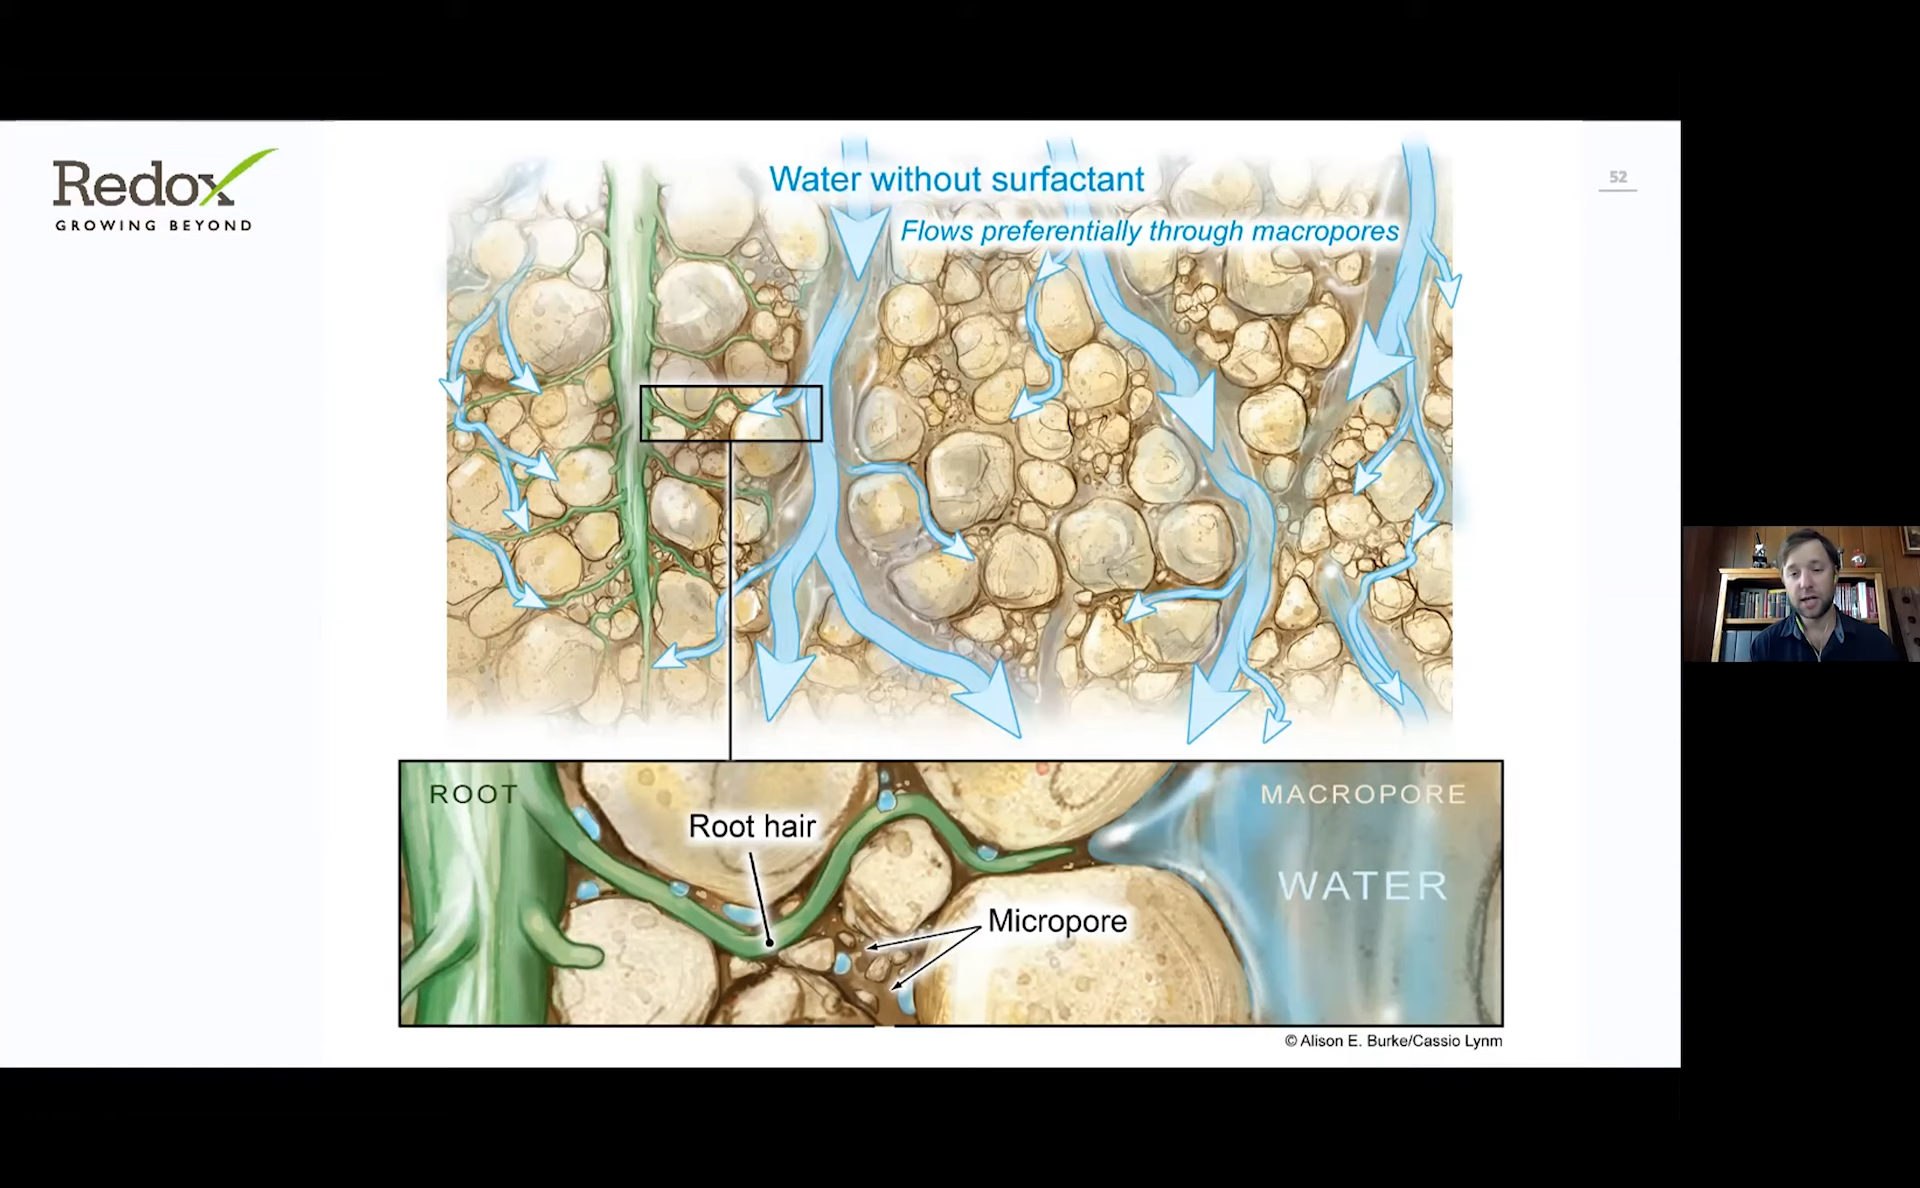 Redox
GROWING BEYOND
Water without surfactant
Flows preferentially through macropores
52
ROOT
Root hair
Micropore
MACROPORE
WATER
© Alison E. Burke/Cassio Lynm